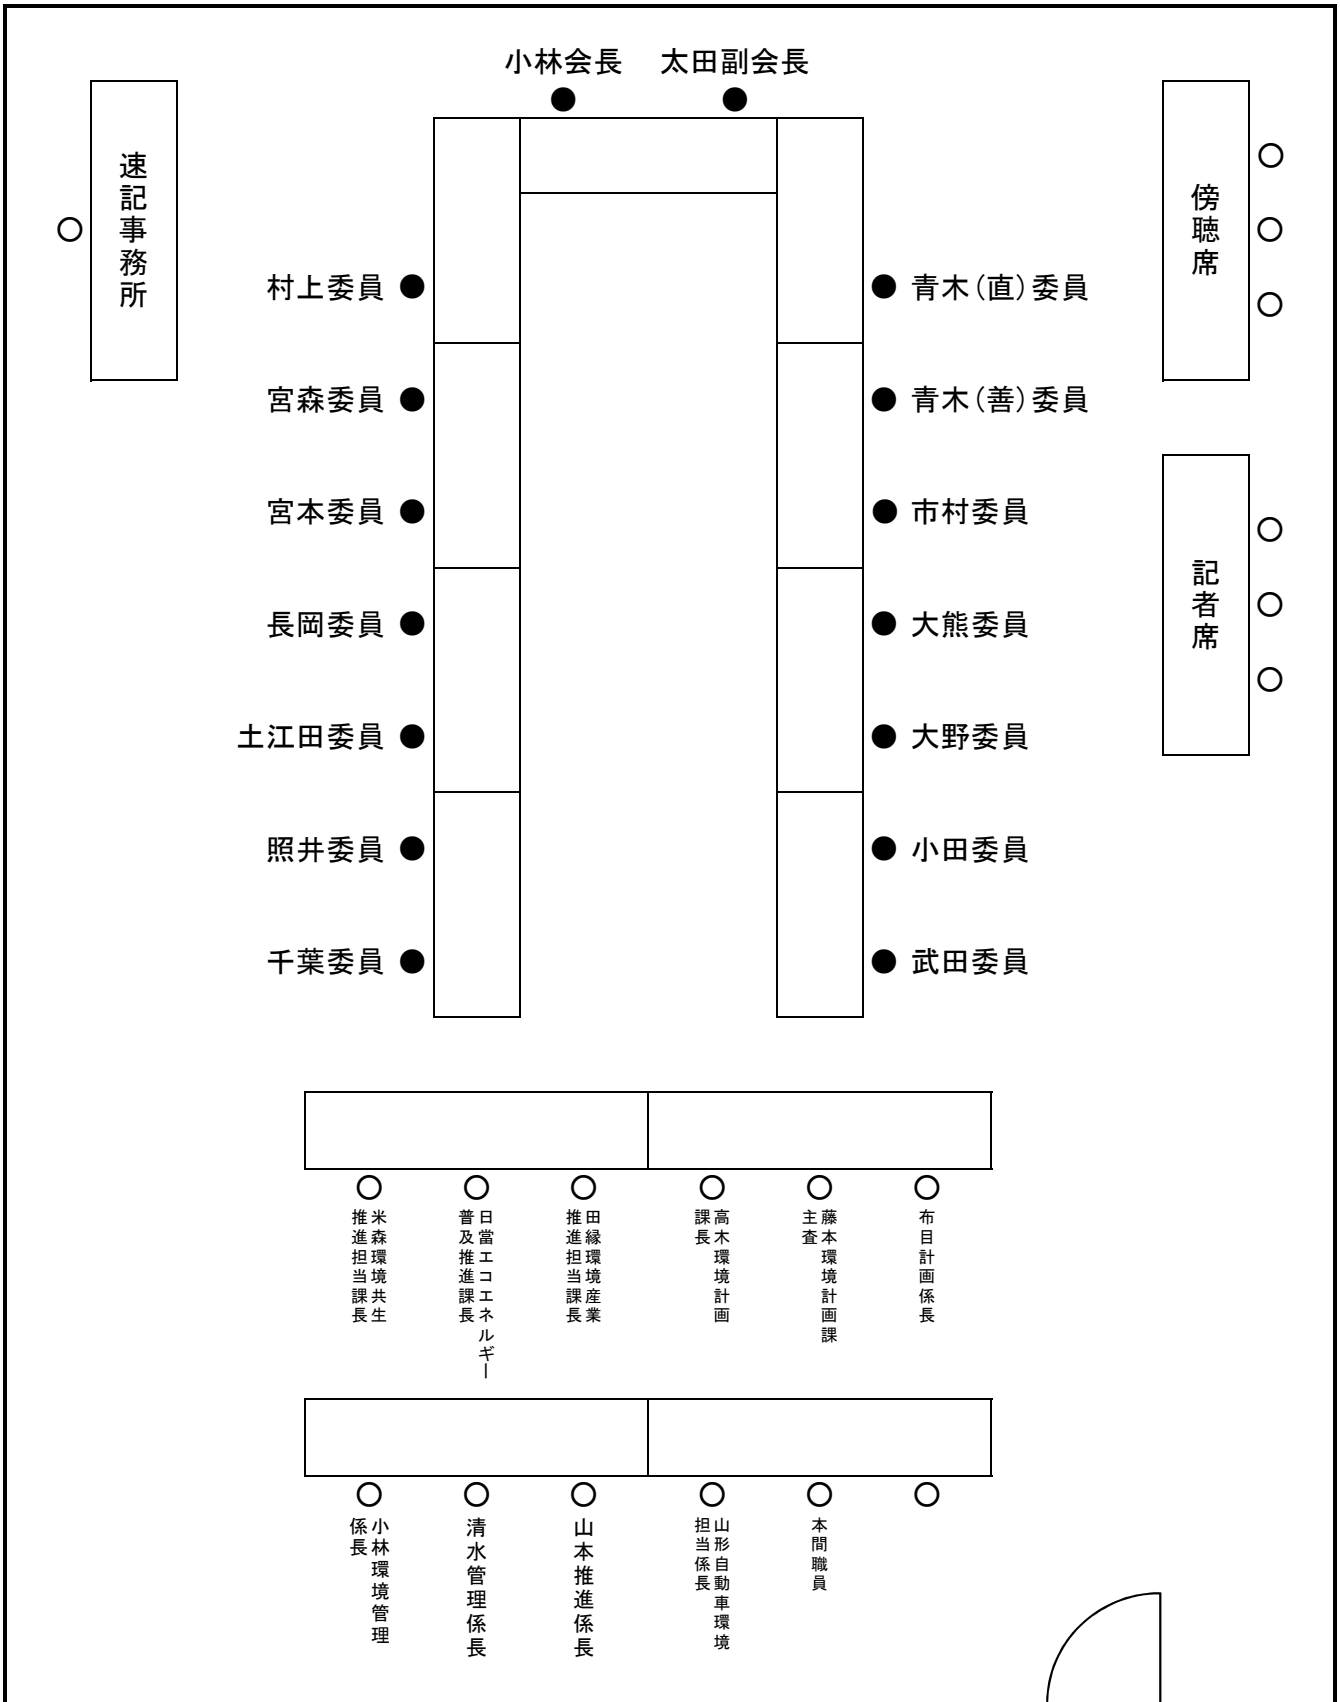 小林会長 太田副会長
速記事務所
傍聴席
村上委員
青木(直)委員
宮森委員
青木(善)委員
宮本委員
市村委員
記者席
長岡委員
大熊委員
土江田委員
大野委員
照井委員
小田委員
千葉委員
武田委員
米森環境共生
推進担当課長
日當エコエネルギー
普及推進課長
田縁環境産業
推進担当課長
高木環境計画
課長
藤本環境計画課
主査
布目計画係長
小林環境管理
係長
清水管理係長
山本推進係長
山形自動車環境
担当係長
本間職員